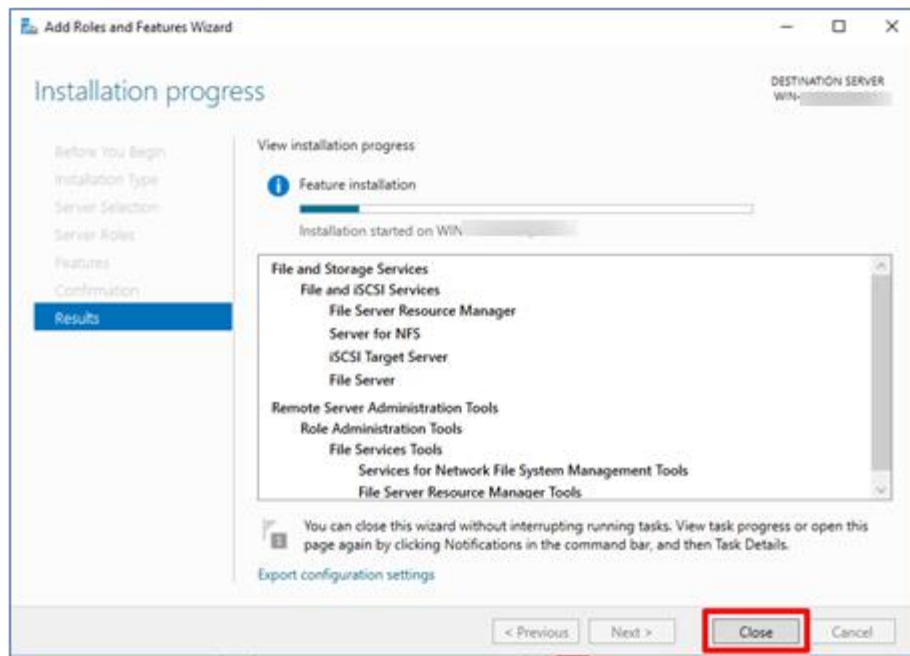 Add Roles and Features Wizard
Installation progress
DESTINATION SERVER
WIN-
Before You Begin
Installation Type
Server Selection
Server Roles
Features
Confirmation
Results
View installation progress
Feature installation
Installation started on WIN
File and Storage Services
File and iSCSI Services
File Server Resource Manager
Server for NFS
iSCSI Target Server
File Server
Remote Server Administration Tools
Role Administration Tools
File Services Tools
Services for Network File System Management Tools
File Server Resource Manager Tools
You can close this wizard without interrupting running tasks. View task progress or open this
page again by clicking Notifications in the command bar, and then Task Details.
Export configuration settings
< Previous
Next >
Close
Cancel